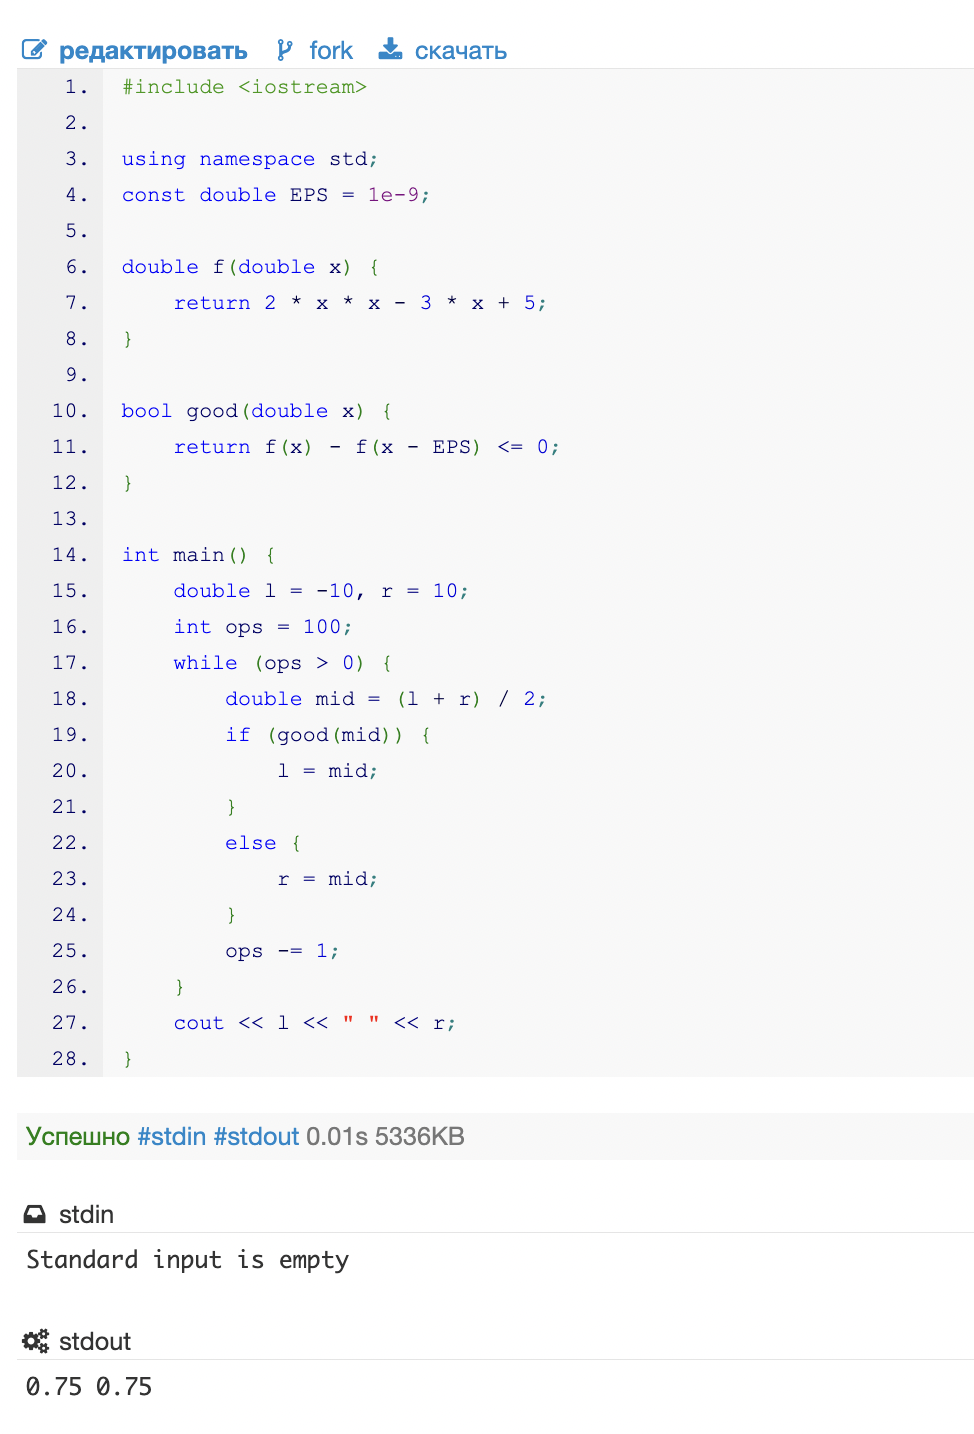 редактировать fork скачать
1. #include <iostream>
2.
3. using namespace std;
4. const double EPS = 1e-9;
5.
6. double f(double x) {
7.     return 2 * x * x - 3 * x + 5;
8. }
9.
10. bool good(double x) {
11.     return f(x) - f(x - EPS) <= 0;
12. }
13.
14. int main() {
15.     double l = -10, r = 10;
16.     int ops = 100;
17.     while (ops > 0) {
18.         double mid = (l + r) / 2;
19.         if (good(mid)) {
20.             l = mid;
21.         }
22.         else {
23.             r = mid;
24.         }
25.         ops -= 1;
26.     }
27.     cout << l << " " << r;
28. }
Успешно #stdin #stdout 0.01s 5336KB
stdin
Standard input is empty
stdout
0.75 0.75